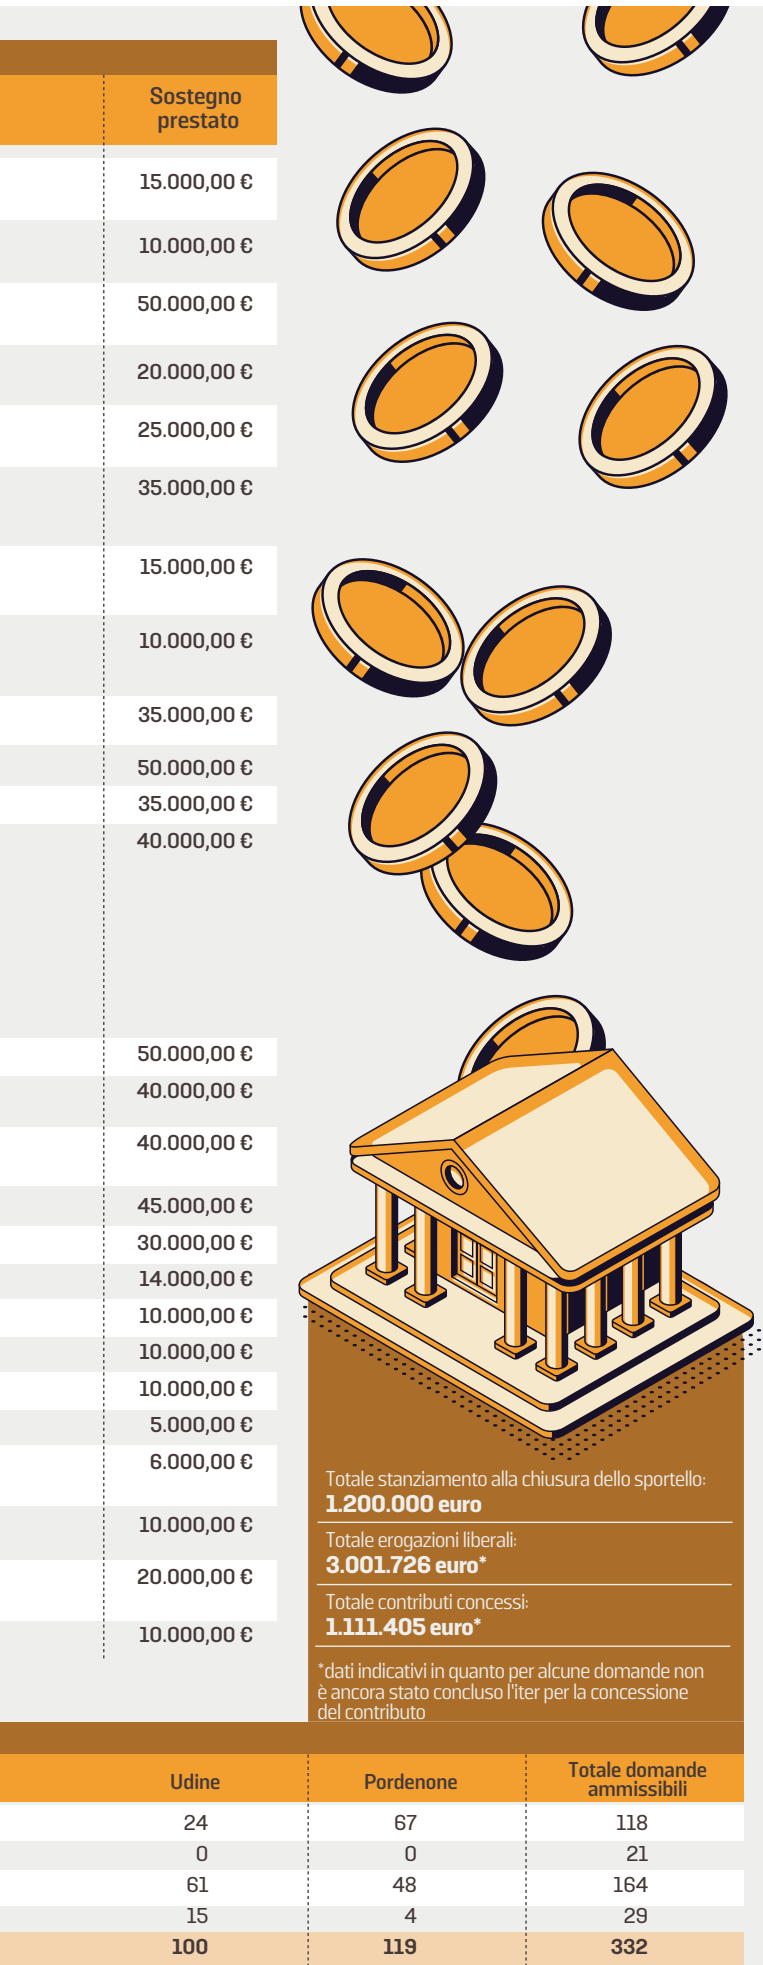 Sostegno
prestato
15.000,00 €
10.000,00 €
50.000,00 €
20.000,00 €
25.000,00 €
35.000,00 €
15.000,00 €
10.000,00 €
35.000,00 €
50.000,00 €
35.000,00 €
40.000,00 €
50.000,00 €
40.000,00 €
40.000,00 €
45.000,00 €
30.000,00 €
14.000,00 €
10.000,00 €
10.000,00 €
10.000,00 €
5.000,00 €
6.000,00 €
10.000,00 €
20.000,00 €
10.000,00 €
Totale stanziamento alla chiusura dello sportello:
1.200.000 euro
Totale erogazioni liberali:
3.001.726 euro*
Totale contributi concessi:
1.111.405 euro*
*dati indicativi in quanto per alcune domande non
è ancora stato concluso l'iter per la concessione
del contributo
Udine Pordenone Totale domande
ammissibili
24 67 118
0 0 21
61 48 164
15 4 29
100 119 332